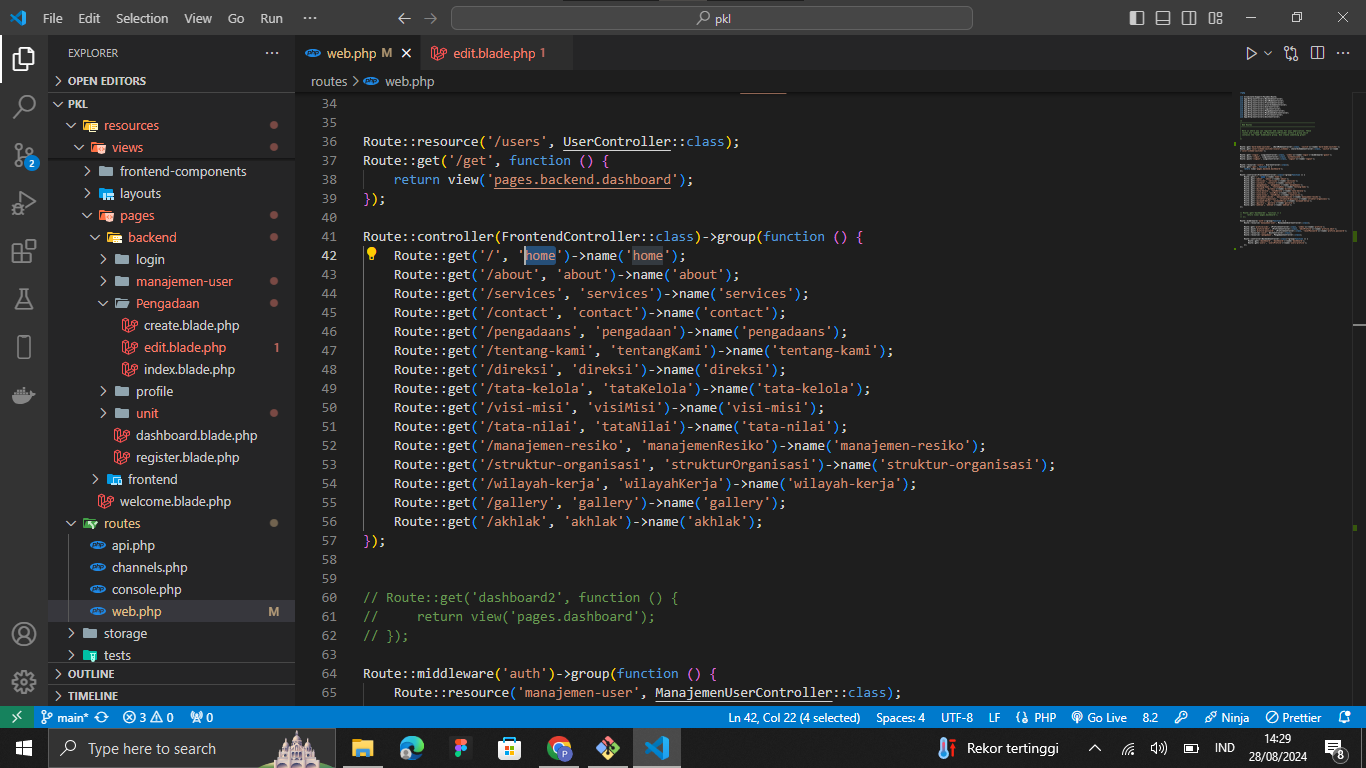 File Edit Selection View Go Run ···
pkl
EXPLORER
OPEN EDITORS
PKL
resources
views
frontend-components
layouts
pages
backend
login
manajemen-user
Pengadaan
create.blade.php
edit.blade.php 1
index.blade.php
profile
unit
dashboard.blade.php
register.blade.php
frontend
welcome.blade.php
routes
api.php
channels.php
console.php
web.php M
storage
tests
OUTLINE
TIMELINE
2
web.php M
edit.blade.php 1
routes > web.php
34
35
36 Route::resource('/users', UserController::class);
37 Route::get('/get', function () {
38 return view('pages.backend.dashboard');
39 });
40
41 Route::controller(FrontendController::class)->group(function () {
42 Route::get('/', 'home')->name('home');
43 Route::get('/about', 'about')->name('about');
44 Route::get('/services', 'services')->name('services');
45 Route::get('/contact', 'contact')->name('contact');
46 Route::get('/pengadaans', 'pengadaan')->name('pengadaans');
47 Route::get('/tentang-kami', 'tentangKami')->name('tentang-kami');
48 Route::get('/direksi', 'direksi')->name('direksi');
49 Route::get('/tata-kelola', 'tataKelola')->name('tata-kelola');
50 Route::get('/visi-misi', 'visiMisi')->name('visi-misi');
51 Route::get('/tata-nilai', 'tataNilai')->name('tata-nilai');
52 Route::get('/manajemen-resiko', 'manajemenResiko')->name('manajemen-resiko');
53 Route::get('/struktur-organisasi', 'strukturOrganisasi')->name('struktur-organisasi');
54 Route::get('/wilayah-kerja', 'wilayahKerja')->name('wilayah-kerja');
55 Route::get('/gallery', 'gallery')->name('gallery');
56 Route::get('/akhlak', 'akhlak')->name('akhlak');
57 });
58
59
60 // Route::get('dashboard2', function () {
61 // return view('pages.dashboard');
62 // });
63
64 Route::middleware('auth')->group(function () {
65 Route::resource('manajemen-user', ManajemenUserController::class);
main* 3 0 0 Ln 42, Col 22 (4 selected) Spaces: 4 UTF-8 LF PHP Go Live 8.2 Ninja Prettier
Type here to search
Rekor tertinggi
IND
14:29
28/08/2024
8